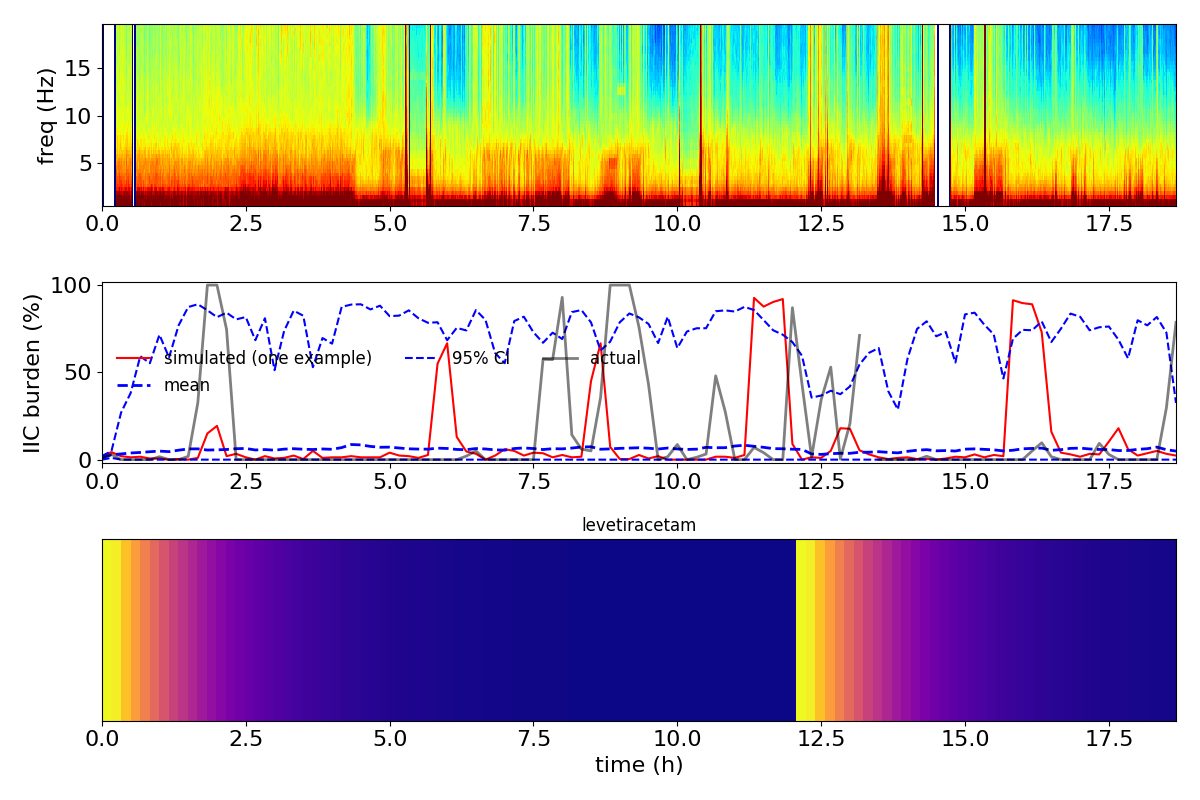 freq (Hz)
15
10
5
0.0 2.5 5.0 7.5 10.0 12.5 15.0 17.5
IIC burden (%)
100
50
0
simulated (one example) 95% CI actual
mean
0.0 2.5 5.0 7.5 10.0 12.5 15.0 17.5
levetiracetam
0.0 2.5 5.0 7.5 10.0 12.5 15.0 17.5
time (h)